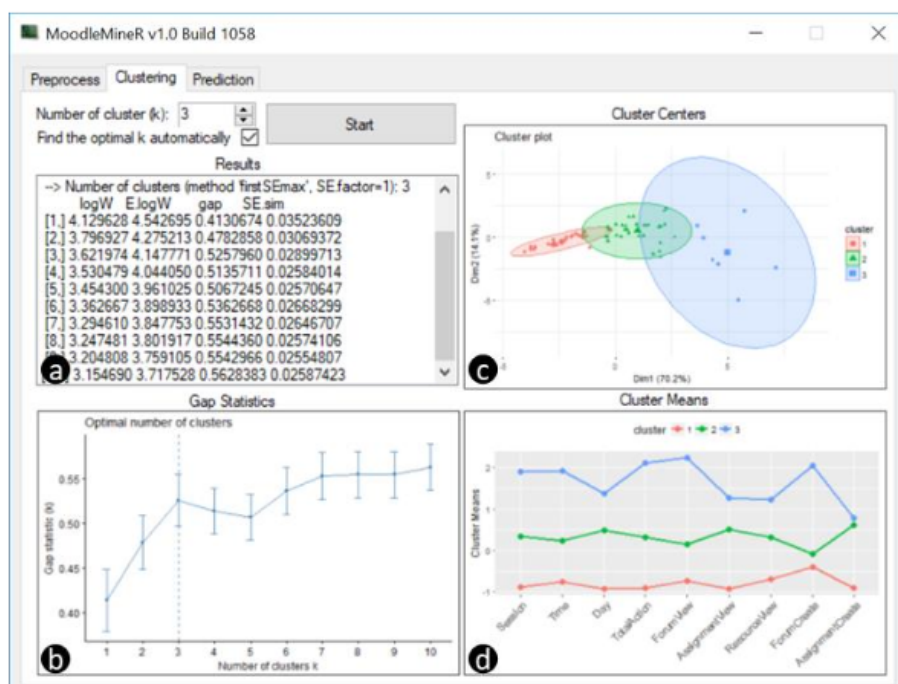 MoodleMineR v1.0 Build 1058
Preprocess Clustering Prediction
Number of cluster (k): 3
Find the optimal k automatically
Start
Results
--> Number of clusters (method 'firstSEmax', SE.factor=1): 3
logW E.logW gap SE.sim
[1,] 4.129628 4.542695 0.4130674 0.03523609
[2,] 3.796927 4.275213 0.4782858 0.03069372
[3,] 3.621974 4.147771 0.5257960 0.02899713
[4,] 3.530479 4.044050 0.5135711 0.02584014
[5,] 3.454300 3.961025 0.5067245 0.02570647
[6,] 3.362667 3.898933 0.5362668 0.02668299
[7,] 3.294610 3.847753 0.5531432 0.02646707
[8,] 3.247481 3.801917 0.5544360 0.02574106
3.204808 3.759105 0.5542966 0.02554807
3.154690 3.717528 0.5628383 0.02587423
a
Cluster Centers
Cluster plot
Dim2 (14.1%)
5
0
-5
0
5
Dim1 (70.2%)
cluster
1
2
3
c
Gap Statistics
Optimal number of clusters
Gap statistic (k)
0.55
0.50
0.45
0.40
1 2 3 4 5 6 7 8 9 10
Number of clusters k
b
Cluster Means
cluster 1 2 3
Cluster Means
2
1
0
-1
Session
Time
Day
TotalAction
ForumView
AssignmentView
ResourceView
ForumCreate
AssignmentCreate
d